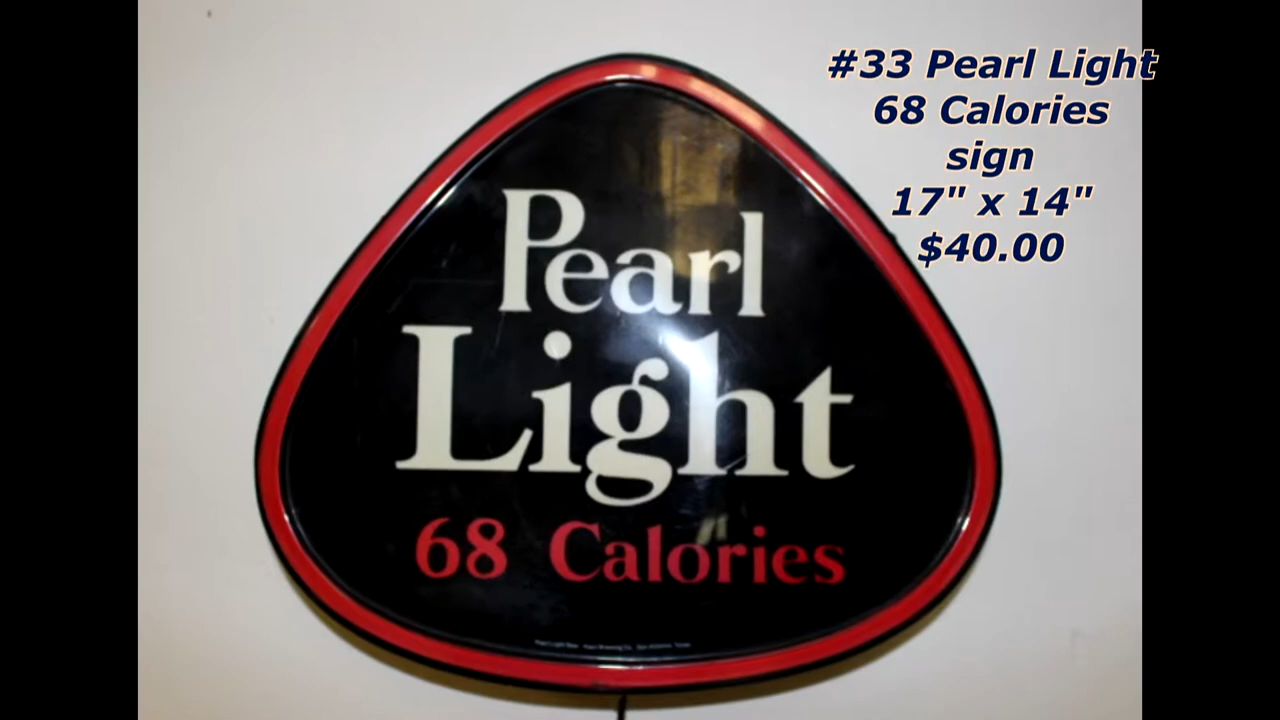 #33 Pearl Light
68 Calories
sign
17" x 14"
$40.00
Pearl
Light
68 Calories